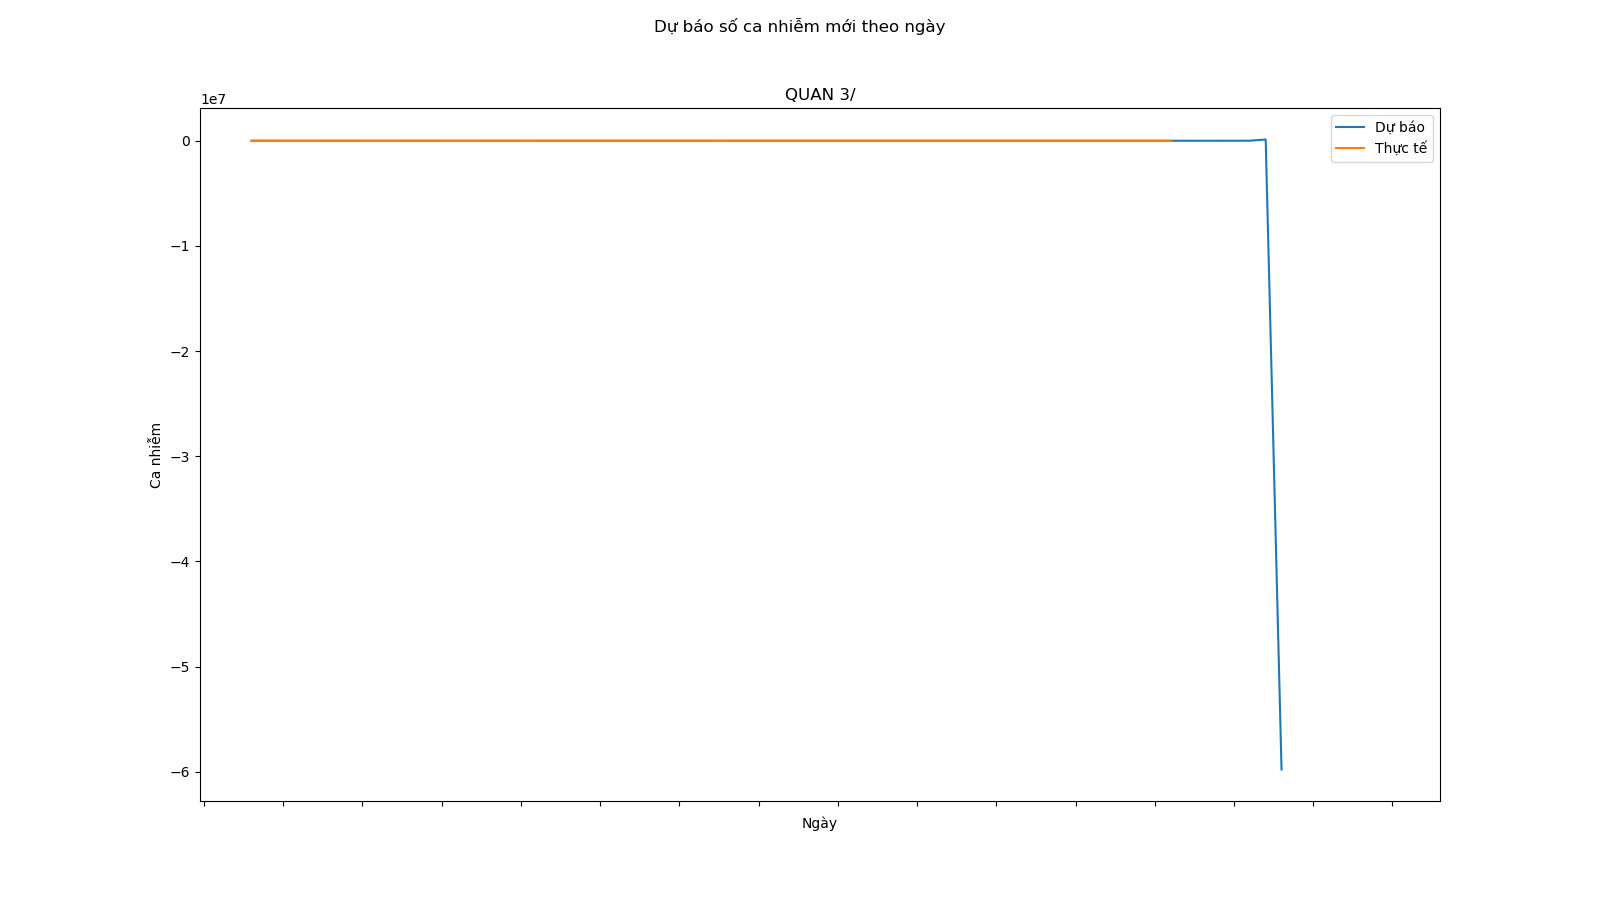 Dự báo số ca nhiễm mới theo ngày
QUAN 3/
1e7
Dự báo
Thực tế
0
−1
−2
−3
−4
−5
−6
Ca nhiễm
Ngày